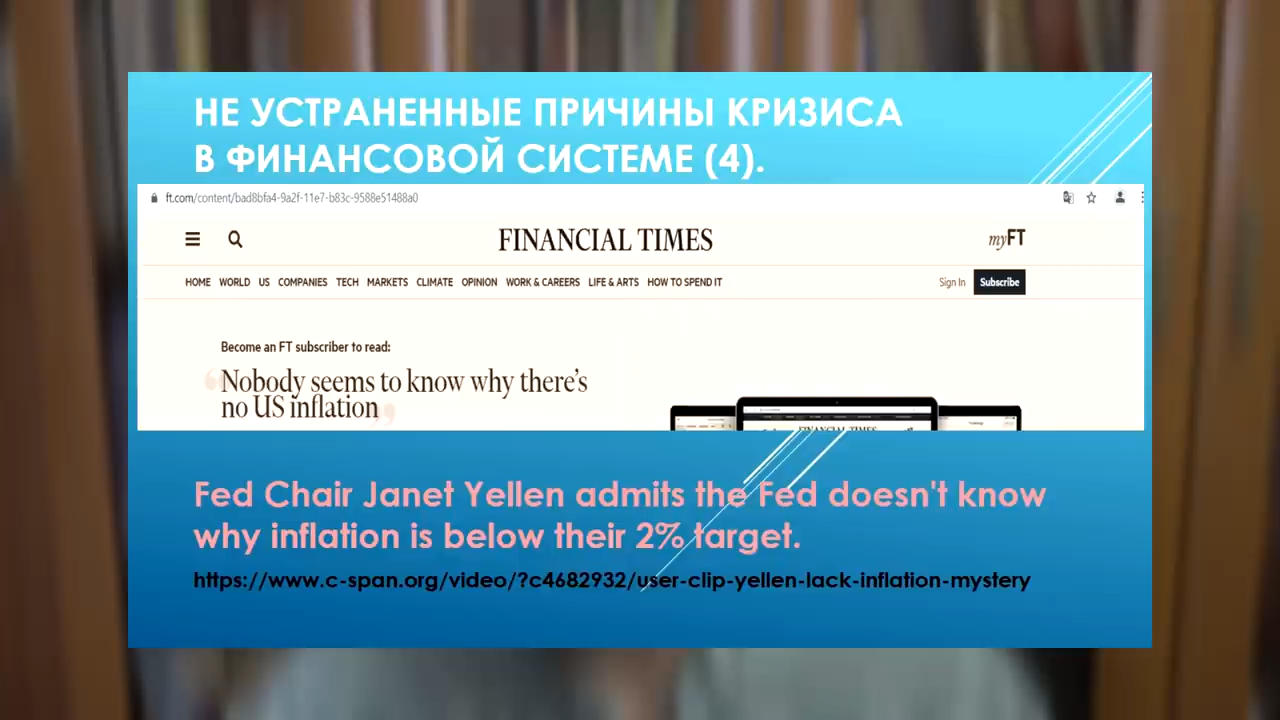 НЕ УСТРАНЕННЫЕ ПРИЧИНЫ КРИЗИСА
В ФИНАНСОВОЙ СИСТЕМЕ (4).
ft.com/content/bad8bfa4-9a2f-11e7-b83c-9588e51488a0
FINANCIAL TIMES
myFT
HOME WORLD US COMPANIES TECH MARKETS CLIMATE OPINION WORK & CAREERS LIFE & ARTS HOW TO SPEND IT
Sign In Subscribe
Become an FT subscriber to read:
“Nobody seems to know why there’s
no US inflation”
FINANCIAL TIMES
Fed Chair Janet Yellen admits the Fed doesn't know
why inflation is below their 2% target.
https://www.c-span.org/video/?c4682932/user-clip-yellen-lack-inflation-mystery